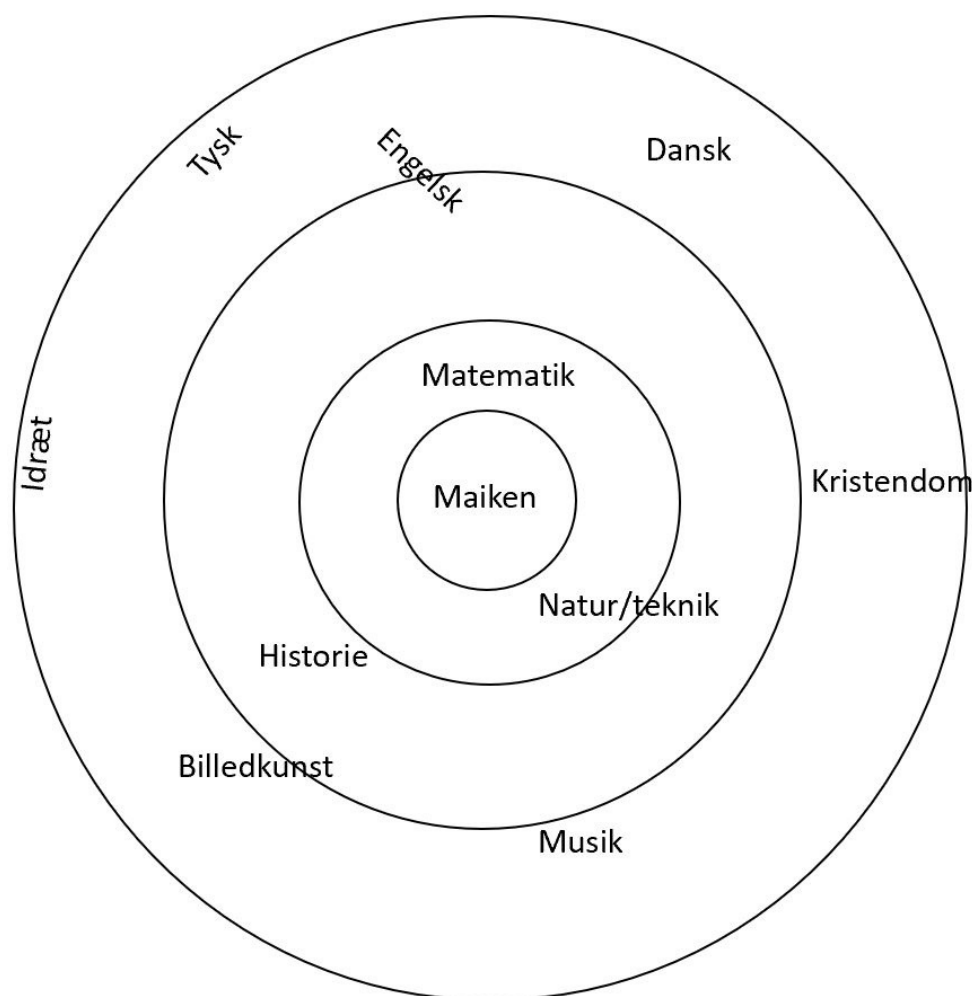 Tysk
Engelsk
Dansk
Matematik
Idræt
Maiken
Kristendom
Natur/teknik
Historie
Billedkunst
Musik